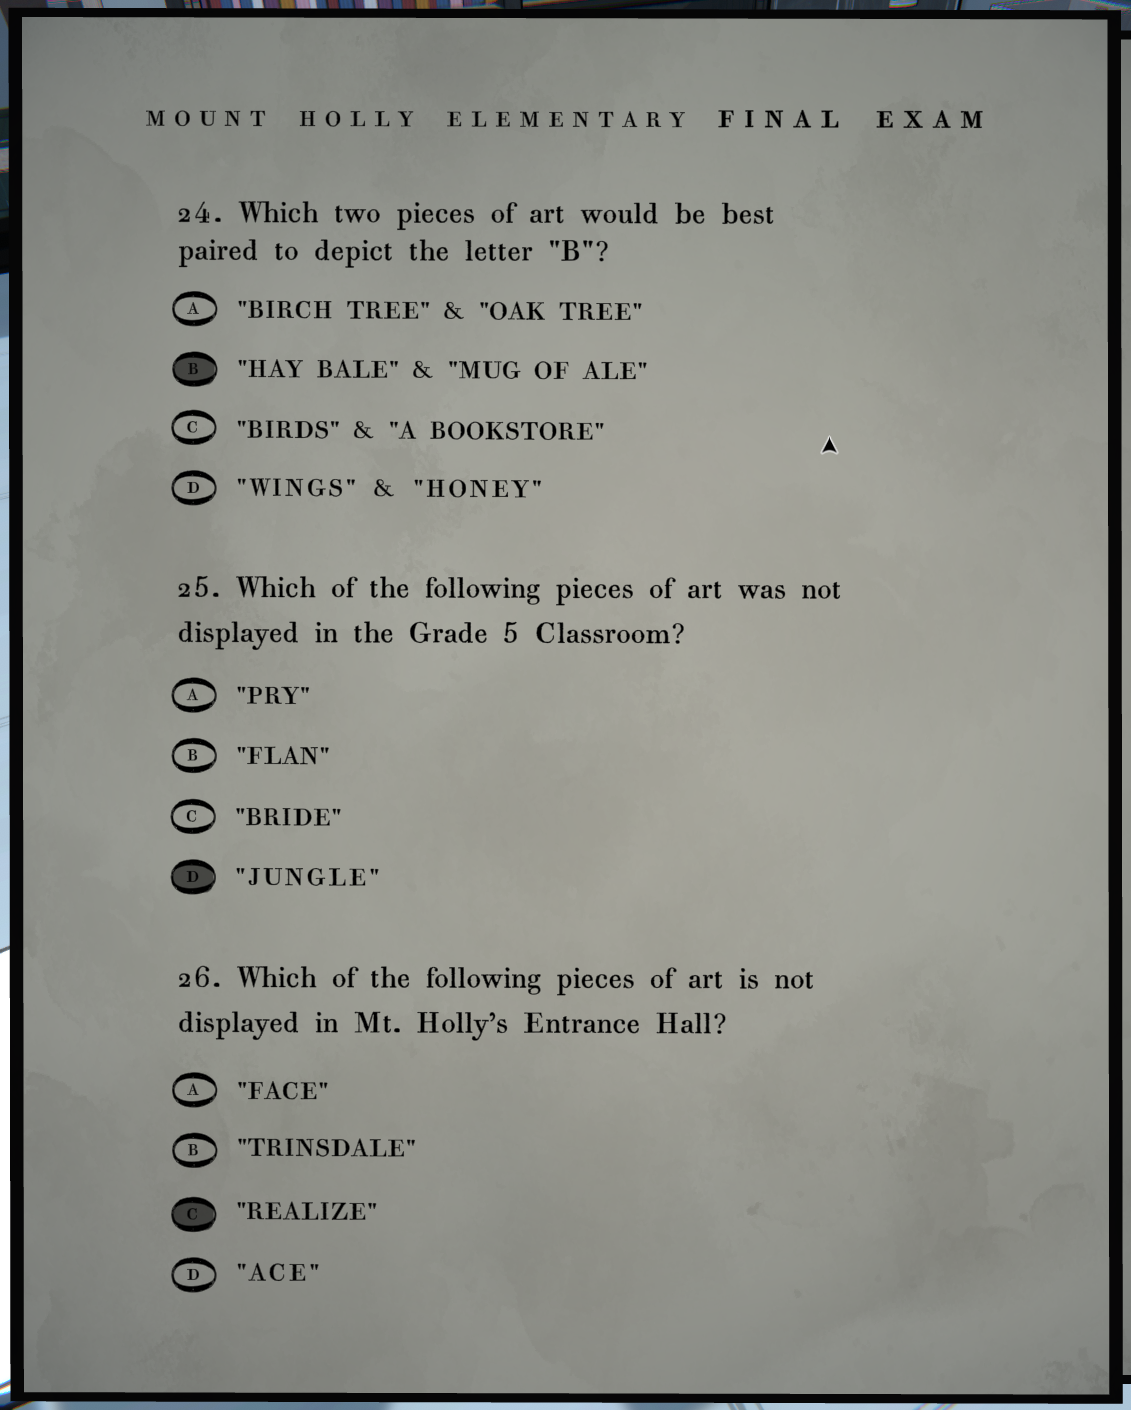 MOUNT HOLLY ELEMENTARY FINAL EXAM
24. Which two pieces of art would be best
paired to depict the letter "B"?
A "BIRCH TREE" & "OAK TREE"
B "HAY BALE" & "MUG OF ALE"
C "BIRDS" & "A BOOKSTORE"
D "WINGS" & "HONEY"
25. Which of the following pieces of art was not
displayed in the Grade 5 Classroom?
A "PRY"
B "FLAN"
C "BRIDE"
D "JUNGLE"
26. Which of the following pieces of art is not
displayed in Mt. Holly's Entrance Hall?
A "FACE"
B "TRINSDALE"
C "REALIZE"
D "ACE"